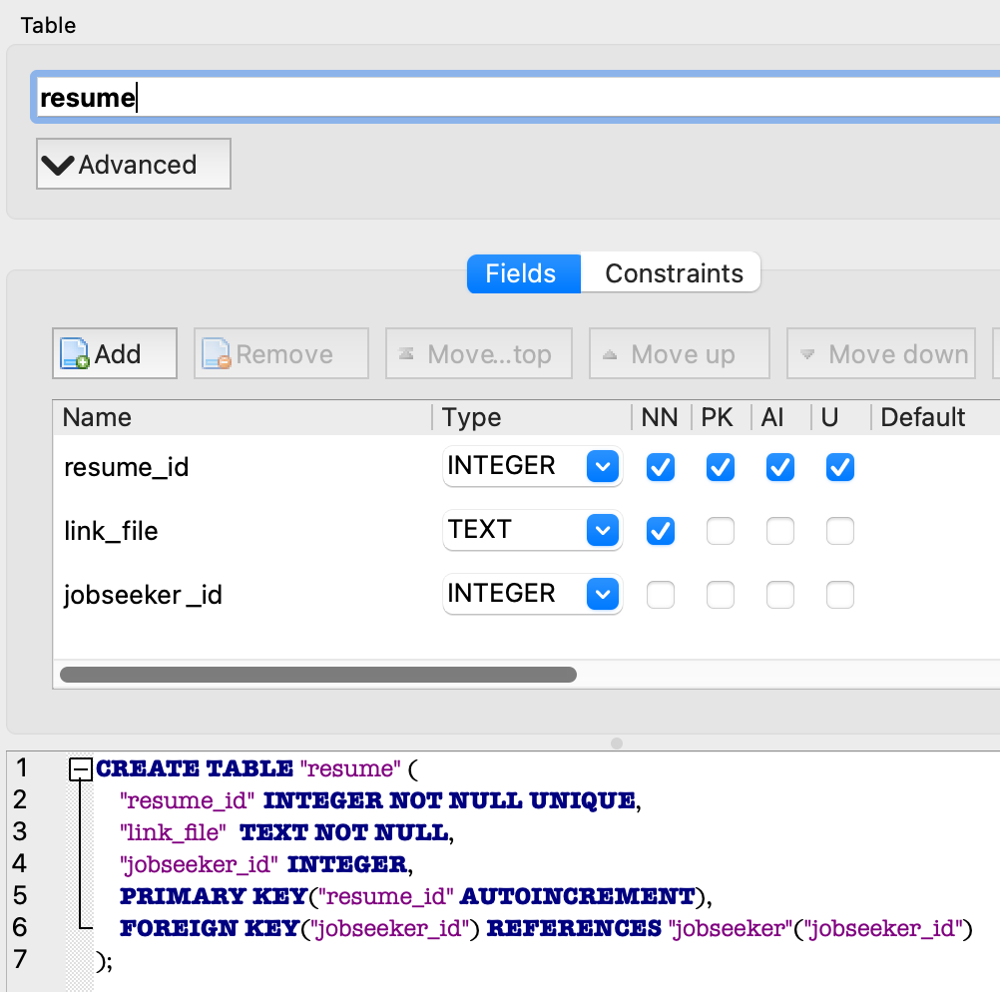 Table
resume
Advanced
Fields Constraints
Add Remove Move...top Move up Move down
Name Type NN PK AI U Default
resume_id INTEGER
link_file TEXT
jobseeker _id INTEGER
1 CREATE TABLE "resume" (
2 "resume_id" INTEGER NOT NULL UNIQUE,
3 "link_file" TEXT NOT NULL,
4 "jobseeker_id" INTEGER,
5 PRIMARY KEY("resume_id" AUTOINCREMENT),
6 FOREIGN KEY("jobseeker_id") REFERENCES "jobseeker"("jobseeker_id")
7 );